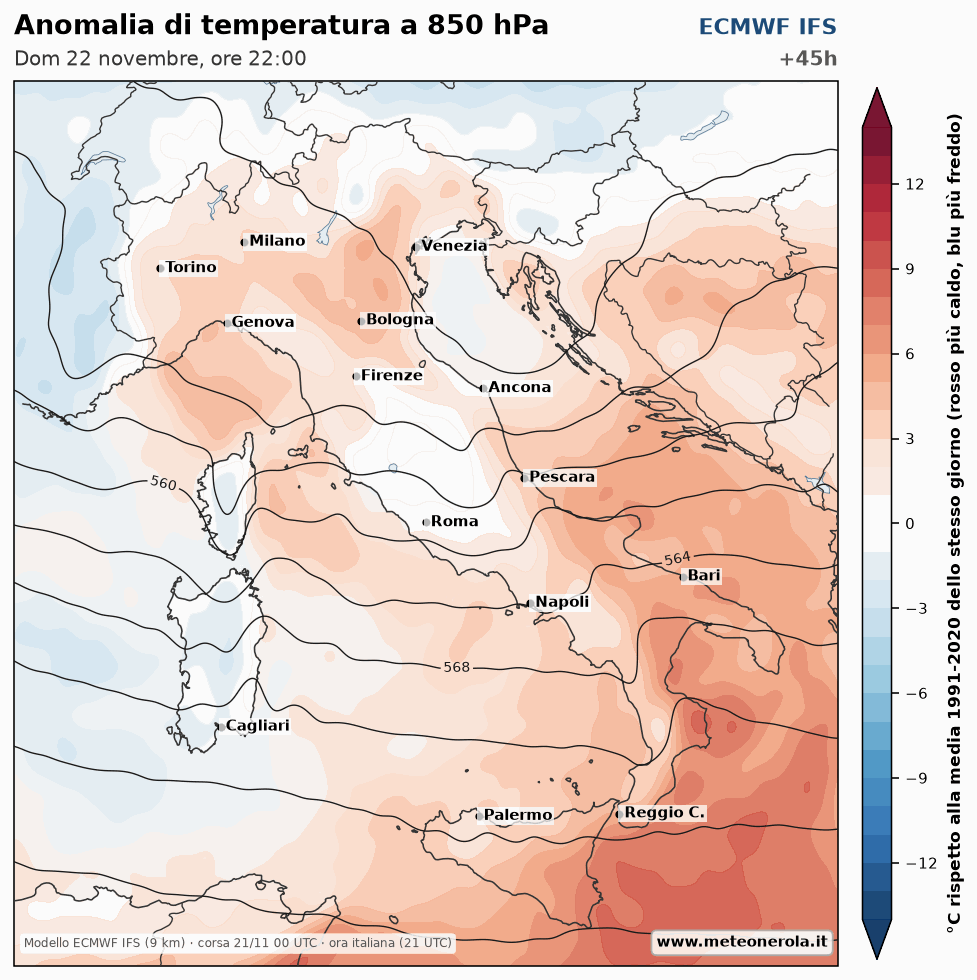 Anomalia di temperatura a 850 hPa
ECMWF IFS
Dom 22 novembre, ore 22:00
+45h
Milano
Venezia
Torino
Genova
Bologna
Firenze
Ancona
560
Pescara
Roma
564
Bari
Napoli
568
Cagliari
Palermo
Reggio C.
Modello ECMWF IFS (9 km) · corsa 21/11 00 UTC · ora italiana (21 UTC)
www.meteonerola.it
12
9
6
3
0
−3
−6
−9
−12
°C rispetto alla media 1991-2020 dello stesso giorno (rosso più caldo, blu più freddo)